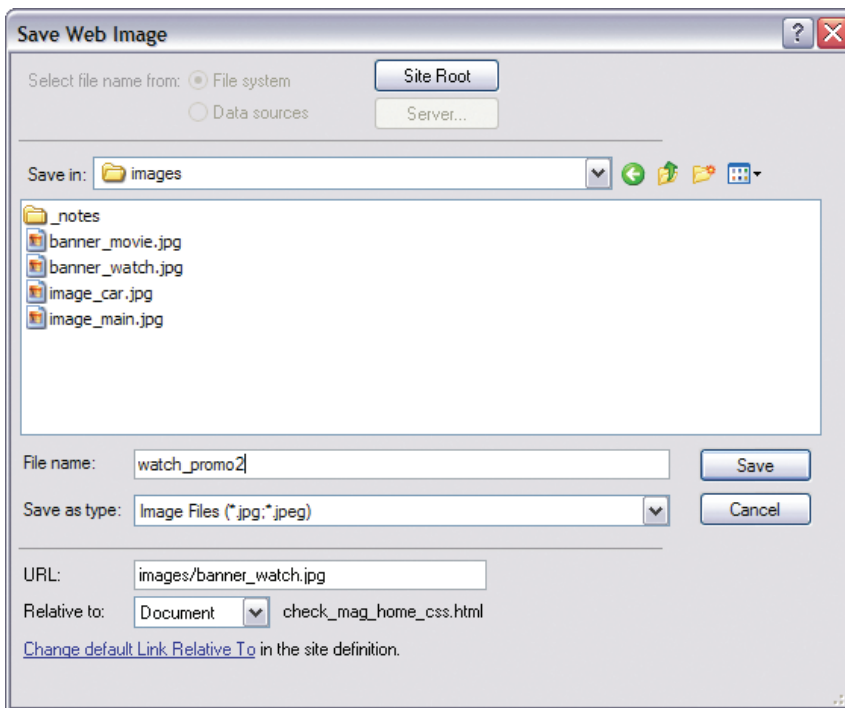 Save Web Image
Select file name from: File system
Site Root
Data sources
Server...
Save in: images
_notes
banner_movie.jpg
banner_watch.jpg
image_car.jpg
image_main.jpg
File name: watch_promo2
Save
Save as type: Image Files (*.jpg;*.jpeg)
Cancel
URL: images/banner_watch.jpg
Relative to: Document check_mag_home_css.html
Change default Link Relative To in the site definition.